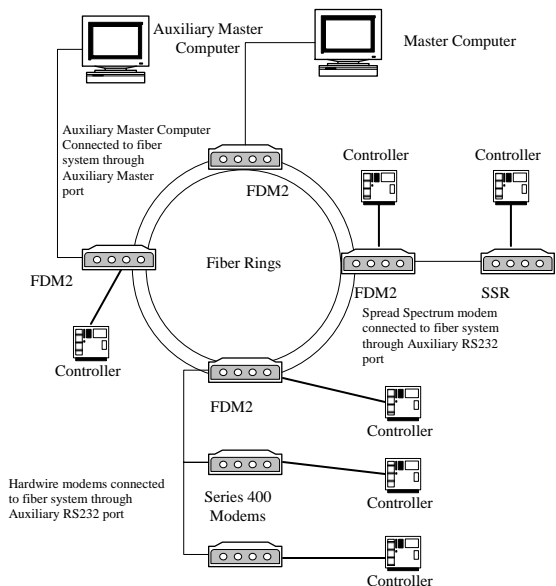 Auxiliary Master
Computer
Master Computer
Auxiliary Master Computer
Connected to fiber
system through
Auxiliary Master
port
FDM2
Controller
Controller
Fiber Rings
FDM2
FDM2
SSR
Spread Spectrum modem
connected to fiber system
through Auxiliary RS232
port
Controller
FDM2
Controller
Hardwire modems connected
to fiber system through
Auxiliary RS232 port
Series 400
Modems
Controller
Controller